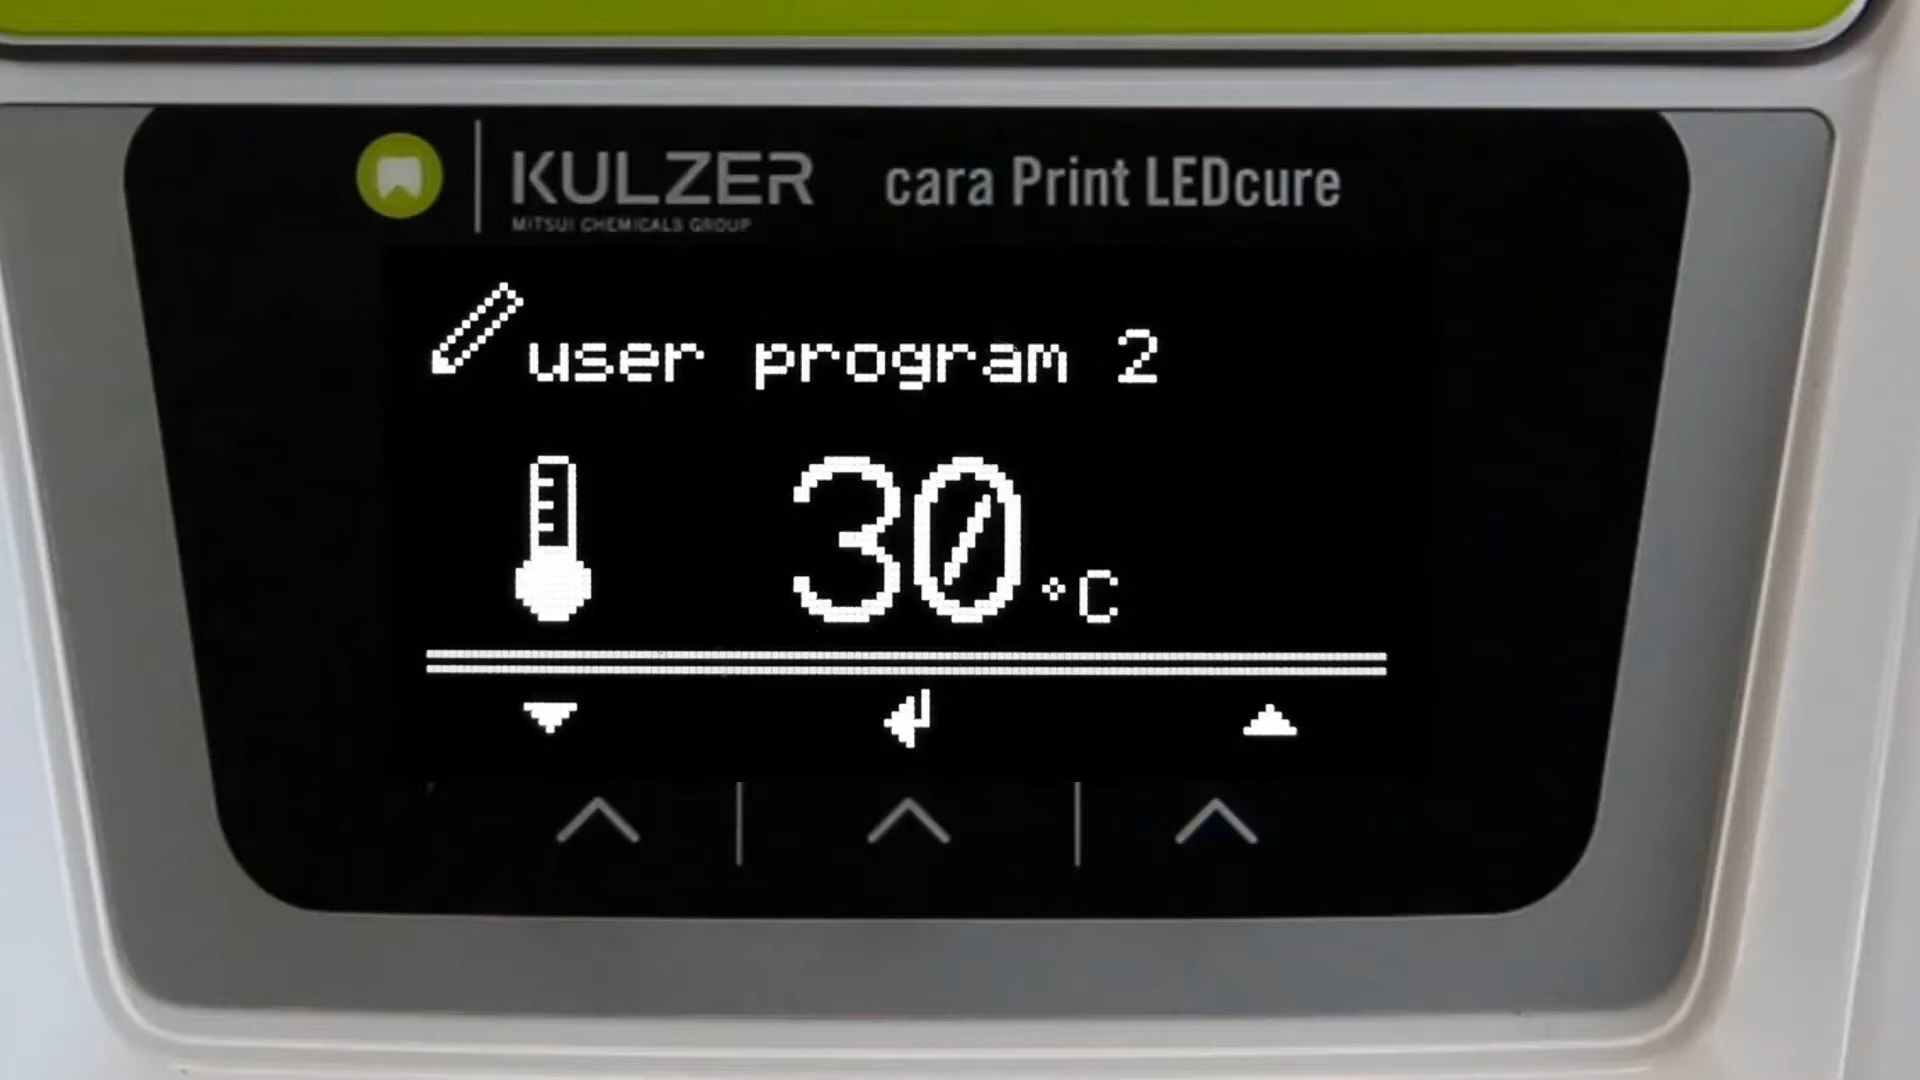 KULZER cara Print LEDcure
MITSUI CHEMICALS GROUP
user program 2
30 °C